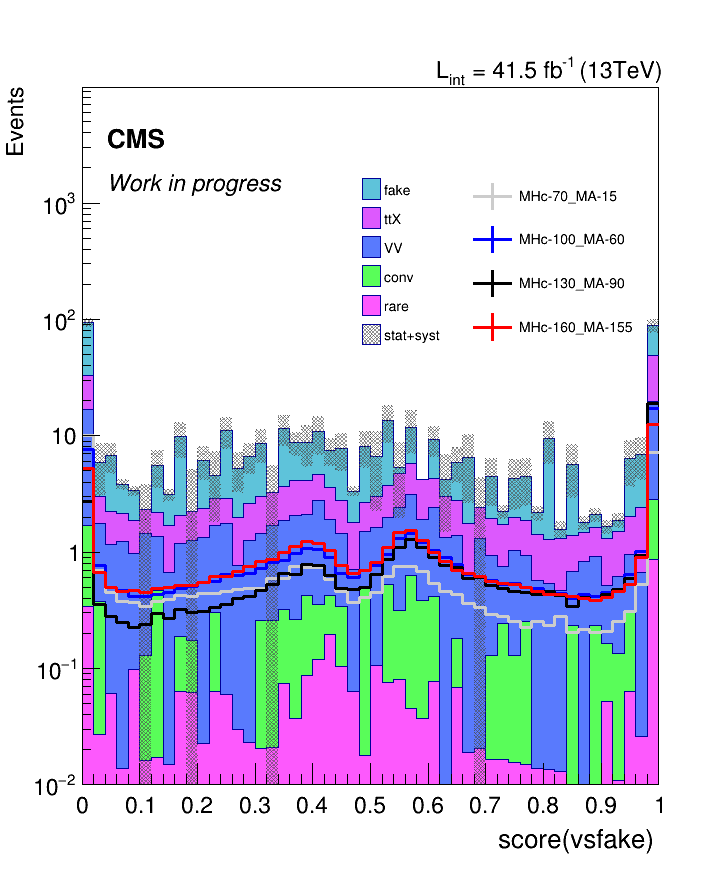 L_int = 41.5 fb^-1 (13TeV)
Events
CMS
Work in progress
fake
ttX
VV
conv
rare
stat+syst
MHc-70_MA-15
MHc-100_MA-60
MHc-130_MA-90
MHc-160_MA-155
10^3
10^2
10
1
10^−1
10^−2
0 0.1 0.2 0.3 0.4 0.5 0.6 0.7 0.8 0.9 1
score(vsfake)